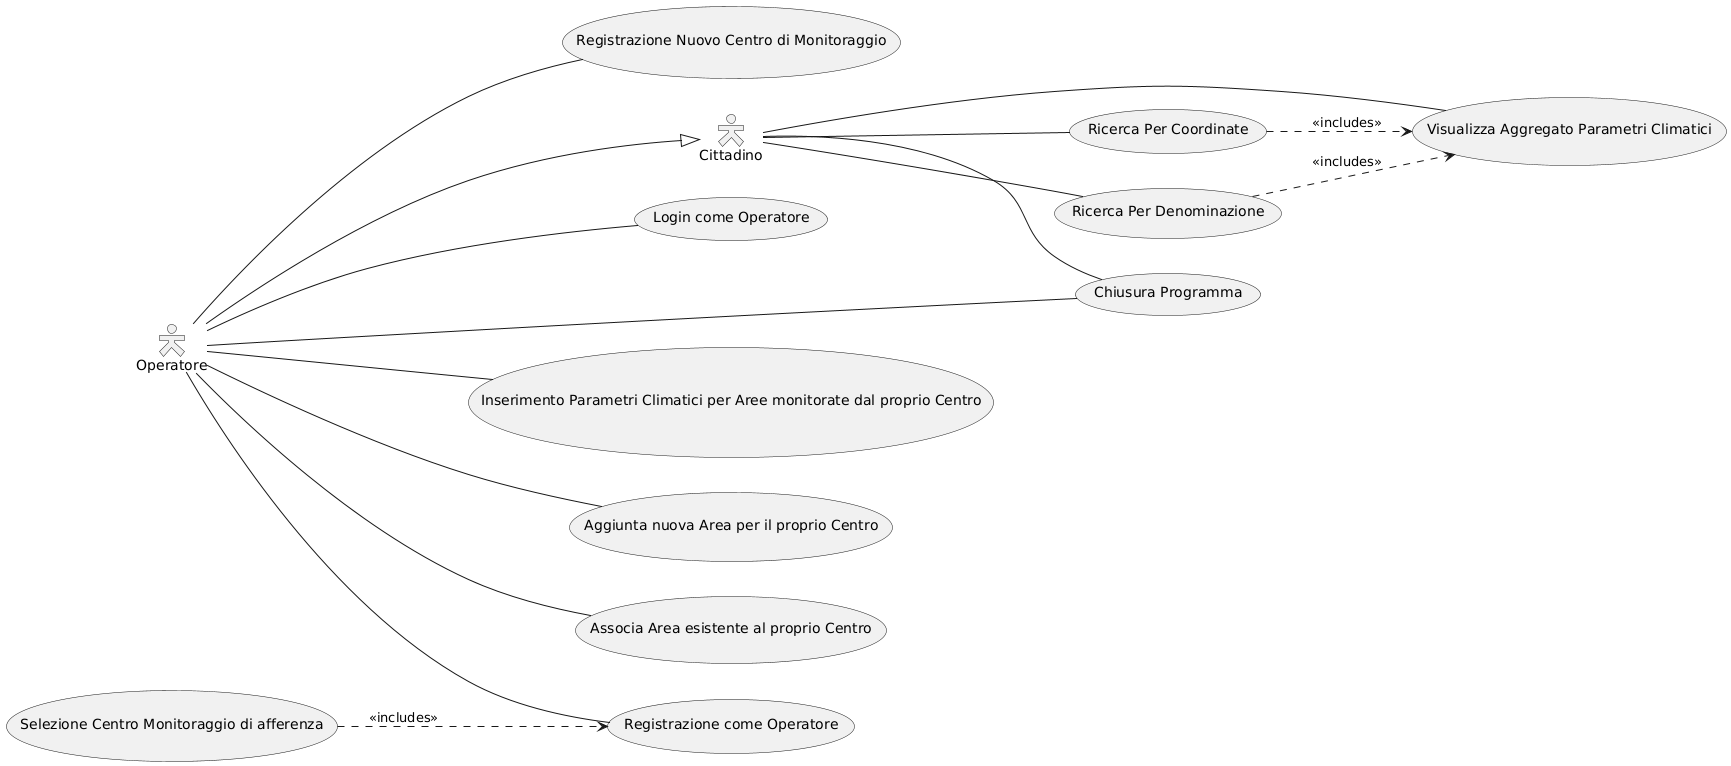 Registrazione Nuovo Centro di Monitoraggio
«includes»
Ricerca Per Coordinate
Visualizza Aggregato Parametri Climatici
Cittadino
«includes»
Ricerca Per Denominazione
Login come Operatore
Chiusura Programma
Operatore
Inserimento Parametri Climatici per Aree monitorate dal proprio Centro
Aggiunta nuova Area per il proprio Centro
Associa Area esistente al proprio Centro
«includes»
Selezione Centro Monitoraggio di afferenza
Registrazione come Operatore